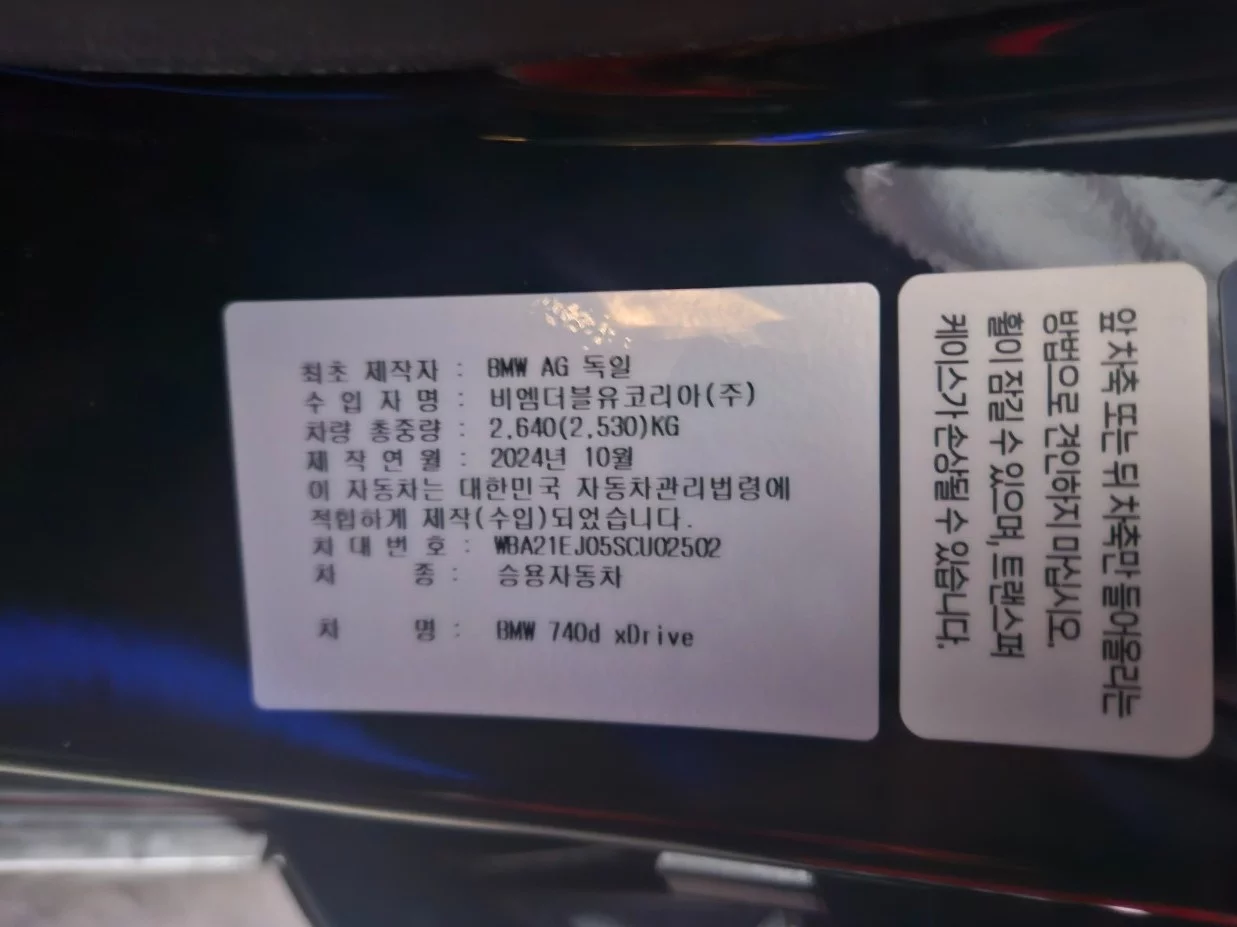 최초 제작자 : BMW AG 독일
수 입 자 명 : 비엠더블유코리아(주)
차량 총중량 : 2,640(2,530)KG
제 작 연 월 : 2024년 10월
이 자동차는 대한민국 자동차관리법령에
적합하게 제작(수입)되었습니다.
차 대 번 호 : WBA21EJ05SCU02502
차 종 : 승용자동차
차 명 : BMW 740d xDrive
앞 차축 또는 뒤 차축만 들어올리는
방법으로 견인하지 마십시오.
휠이 잠길 수 있으며, 트랜스퍼
케이스가 손상될 수 있습니다.